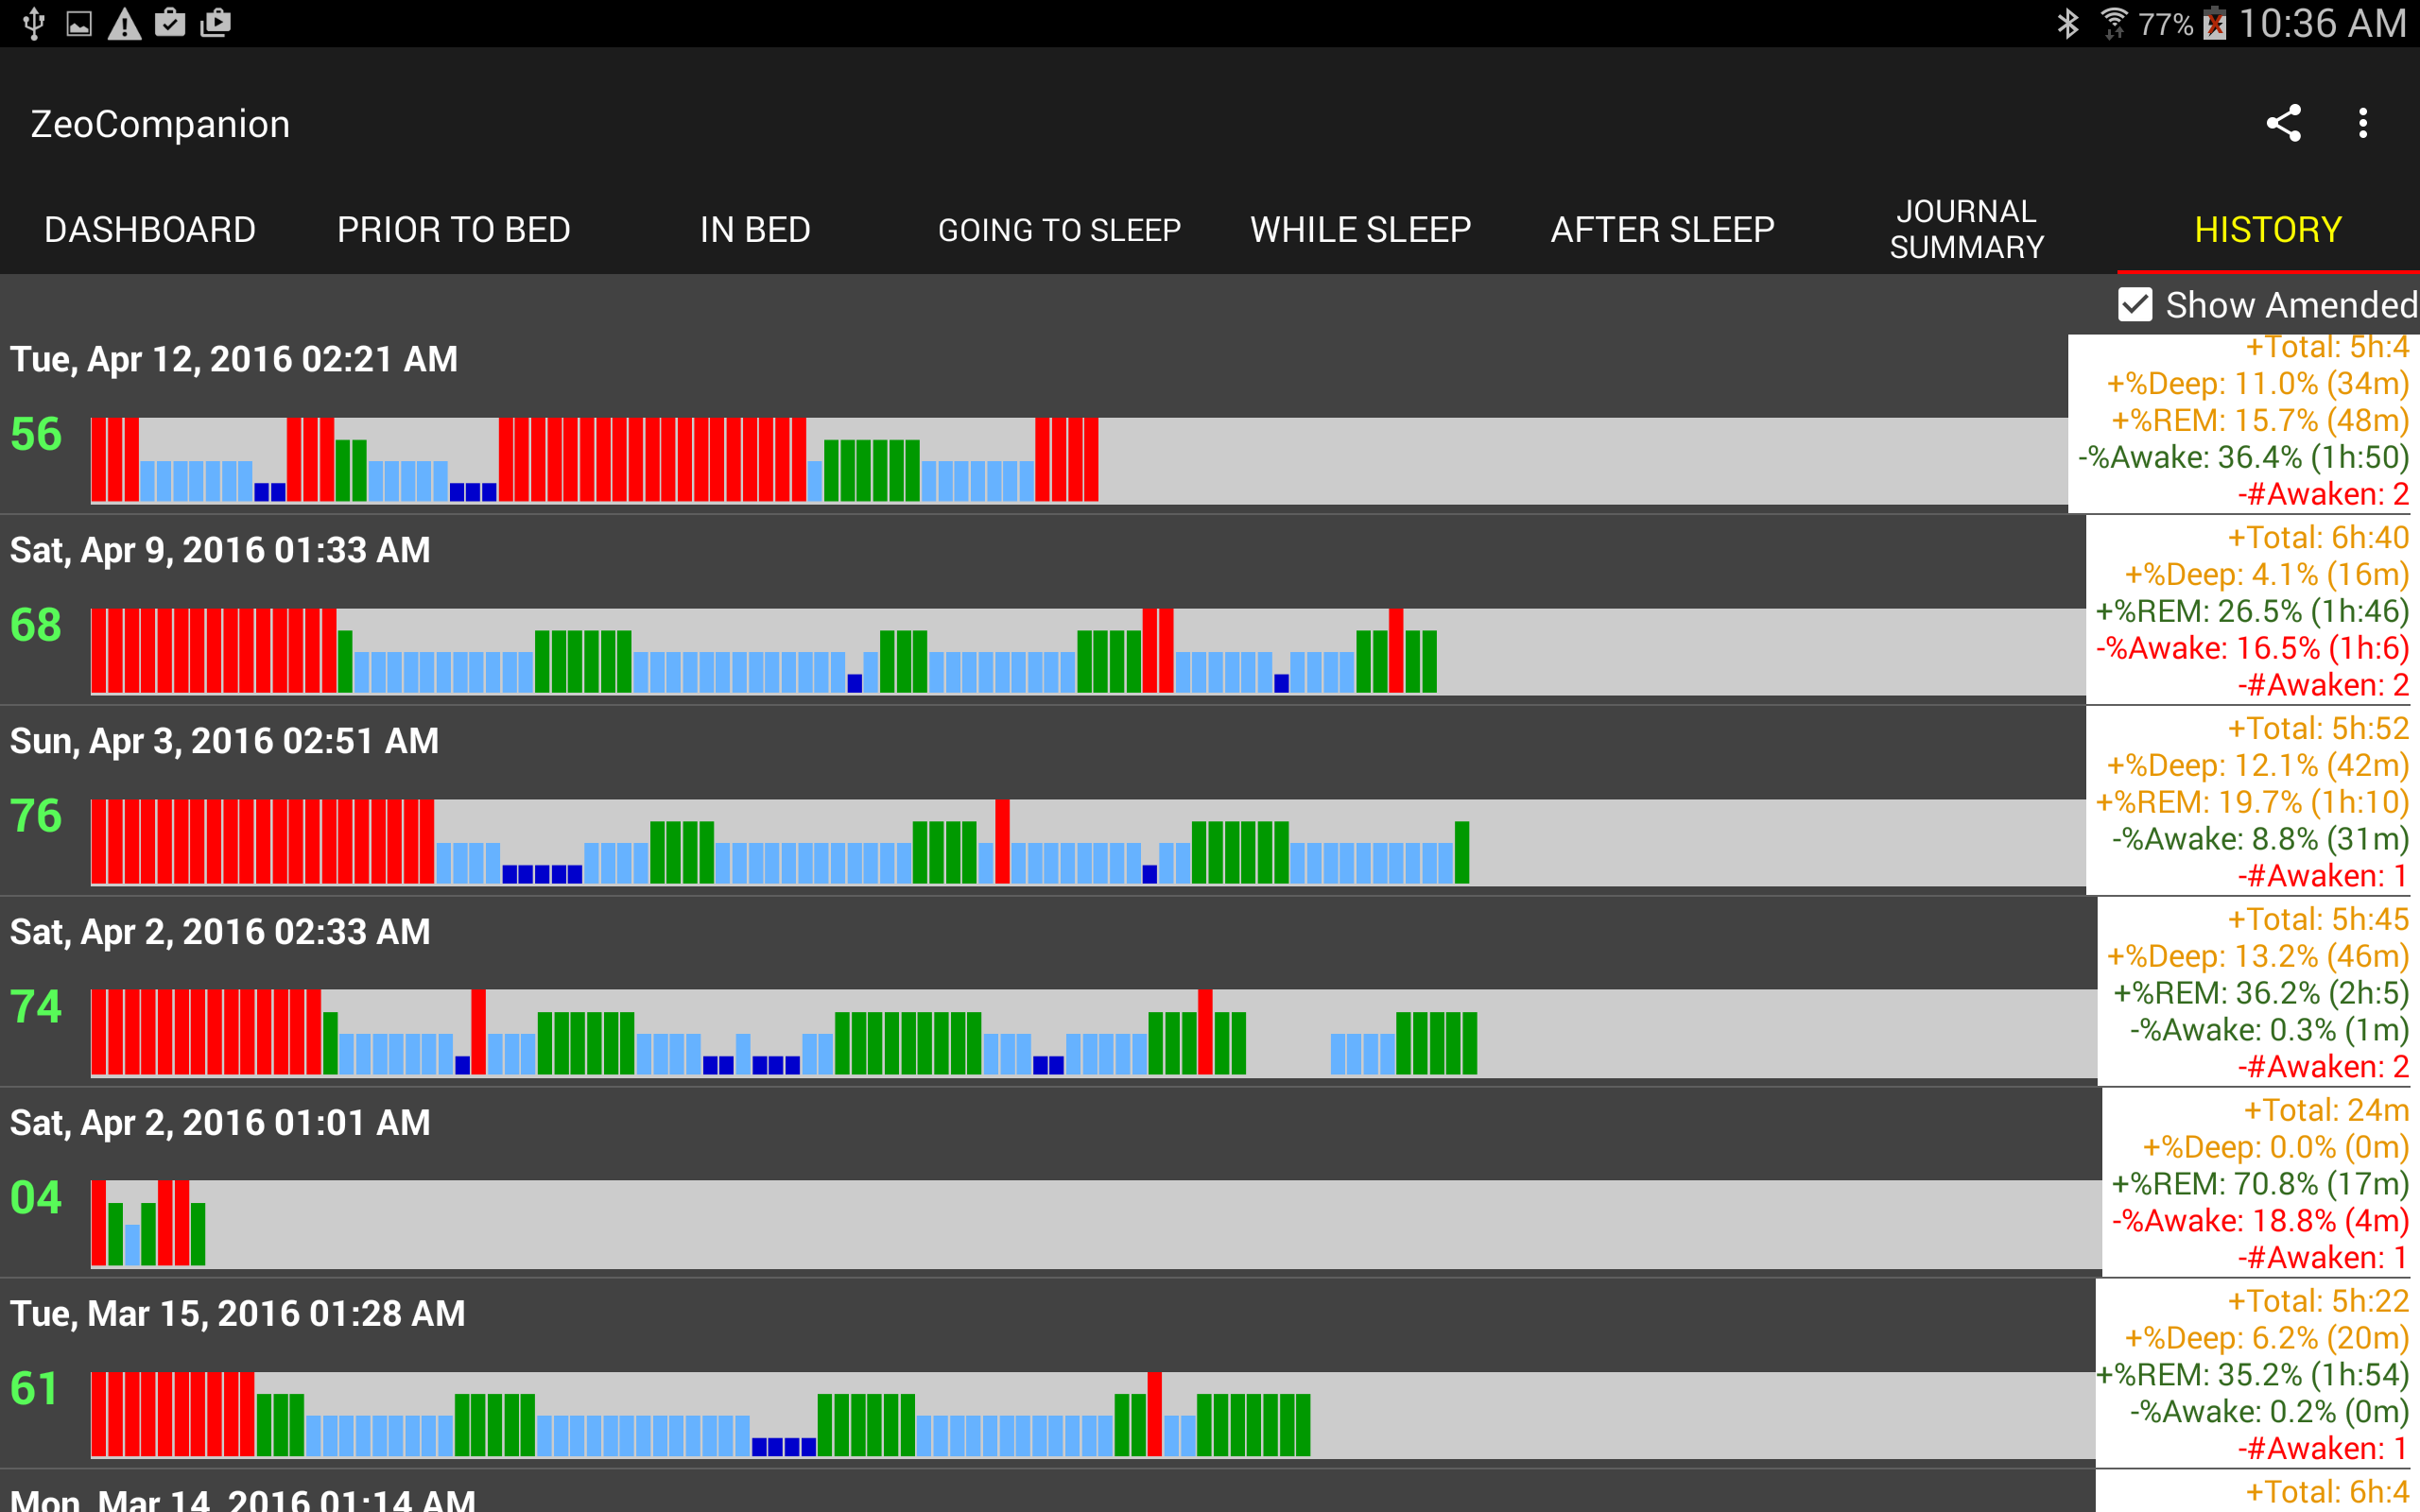 77% 10:36 AM
ZeoCompanion
DASHBOARD PRIOR TO BED IN BED GOING TO SLEEP WHILE SLEEP AFTER SLEEP JOURNAL SUMMARY HISTORY
Show Amended
Tue, Apr 12, 2016 02:21 AM
56
+Total: 5h:4
+%Deep: 11.0% (34m)
+%REM: 15.7% (48m)
-%Awake: 36.4% (1h:50)
-#Awaken: 2
Sat, Apr 9, 2016 01:33 AM
68
+Total: 6h:40
+%Deep: 4.1% (16m)
+%REM: 26.5% (1h:46)
-%Awake: 16.5% (1h:6)
-#Awaken: 2
Sun, Apr 3, 2016 02:51 AM
76
+Total: 5h:52
+%Deep: 12.1% (42m)
+%REM: 19.7% (1h:10)
-%Awake: 8.8% (31m)
-#Awaken: 1
Sat, Apr 2, 2016 02:33 AM
74
+Total: 5h:45
+%Deep: 13.2% (46m)
+%REM: 36.2% (2h:5)
-%Awake: 0.3% (1m)
-#Awaken: 2
Sat, Apr 2, 2016 01:01 AM
04
+Total: 24m
+%Deep: 0.0% (0m)
+%REM: 70.8% (17m)
-%Awake: 18.8% (4m)
-#Awaken: 1
Tue, Mar 15, 2016 01:28 AM
61
+Total: 5h:22
+%Deep: 6.2% (20m)
+%REM: 35.2% (1h:54)
-%Awake: 0.2% (0m)
-#Awaken: 1
Mon, Mar 14, 2016 01:14 AM
+Total: 6h:4